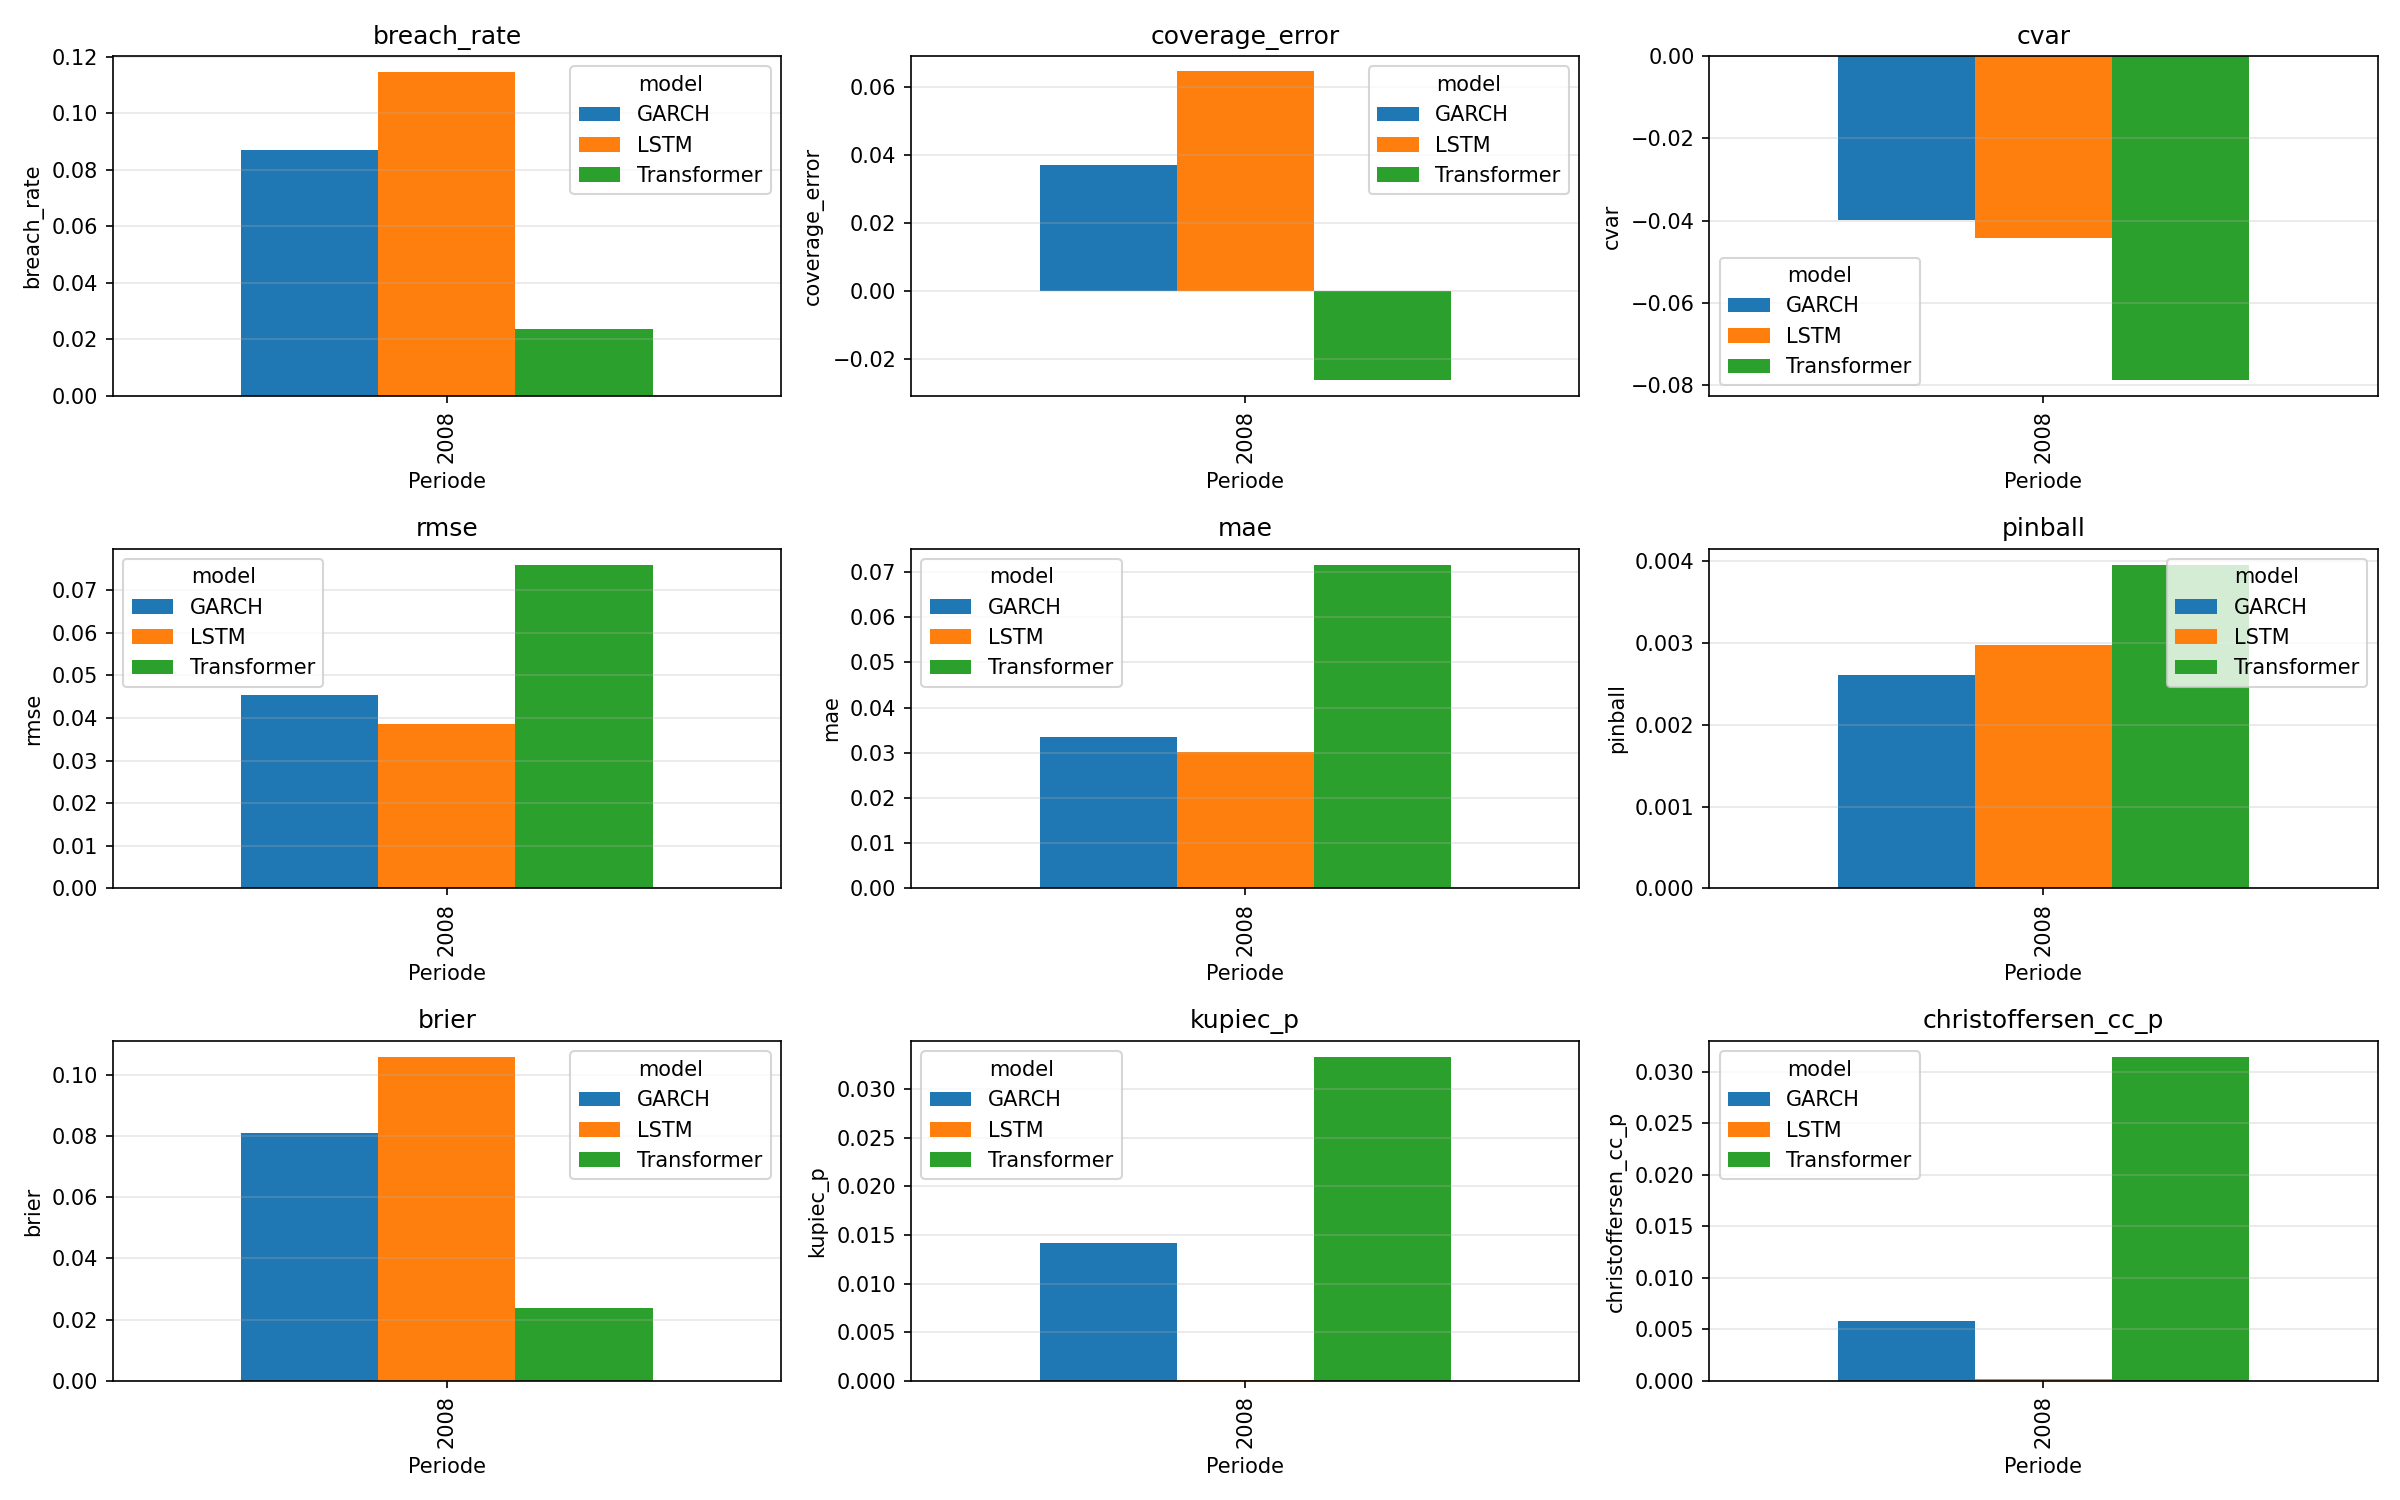 breach_rate
0.12
0.10
0.08
0.06
0.04
0.02
0.00
breach_rate
model
GARCH
LSTM
Transformer
2008
Periode
coverage_error
0.06
0.04
0.02
0.00
−0.02
coverage_error
model
GARCH
LSTM
Transformer
2008
Periode
cvar
0.00
−0.02
−0.04
−0.06
−0.08
cvar
model
GARCH
LSTM
Transformer
2008
Periode
rmse
0.07
0.06
0.05
0.04
0.03
0.02
0.01
0.00
rmse
model
GARCH
LSTM
Transformer
2008
Periode
mae
0.07
0.06
0.05
0.04
0.03
0.02
0.01
0.00
mae
model
GARCH
LSTM
Transformer
2008
Periode
pinball
0.004
0.003
0.002
0.001
0.000
pinball
model
GARCH
LSTM
Transformer
2008
Periode
brier
0.10
0.08
0.06
0.04
0.02
0.00
brier
model
GARCH
LSTM
Transformer
2008
Periode
kupiec_p
0.030
0.025
0.020
0.015
0.010
0.005
0.000
kupiec_p
model
GARCH
LSTM
Transformer
2008
Periode
christoffersen_cc_p
0.030
0.025
0.020
0.015
0.010
0.005
0.000
christoffersen_cc_p
model
GARCH
LSTM
Transformer
2008
Periode